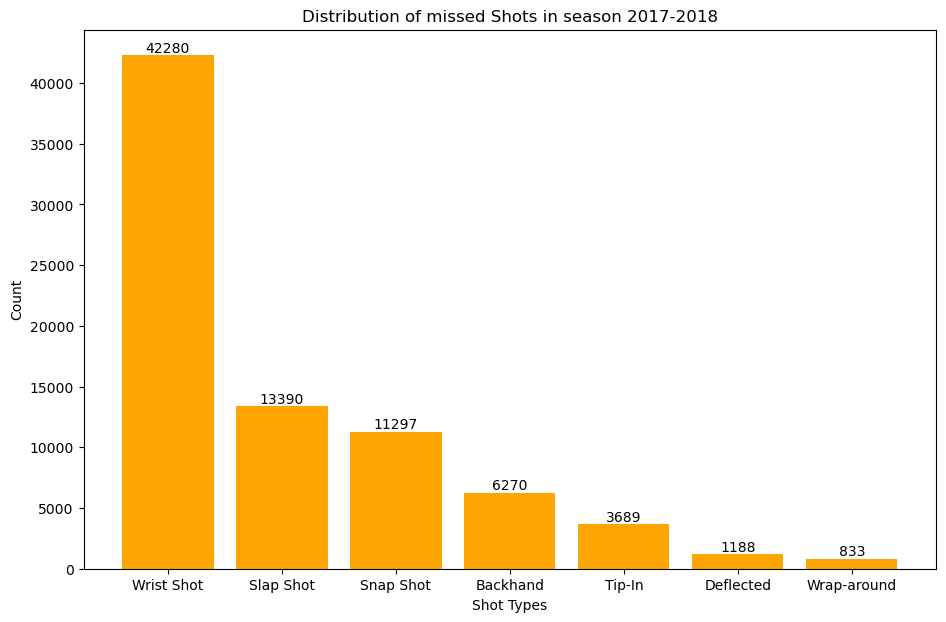 Distribution of missed Shots in season 2017-2018
42280
40000
35000
30000
25000
20000
15000
13390
11297
10000
6270
5000
3689
1188
833
0
Count
Wrist Shot
Slap Shot
Snap Shot
Backhand
Tip-In
Deflected
Wrap-around
Shot Types